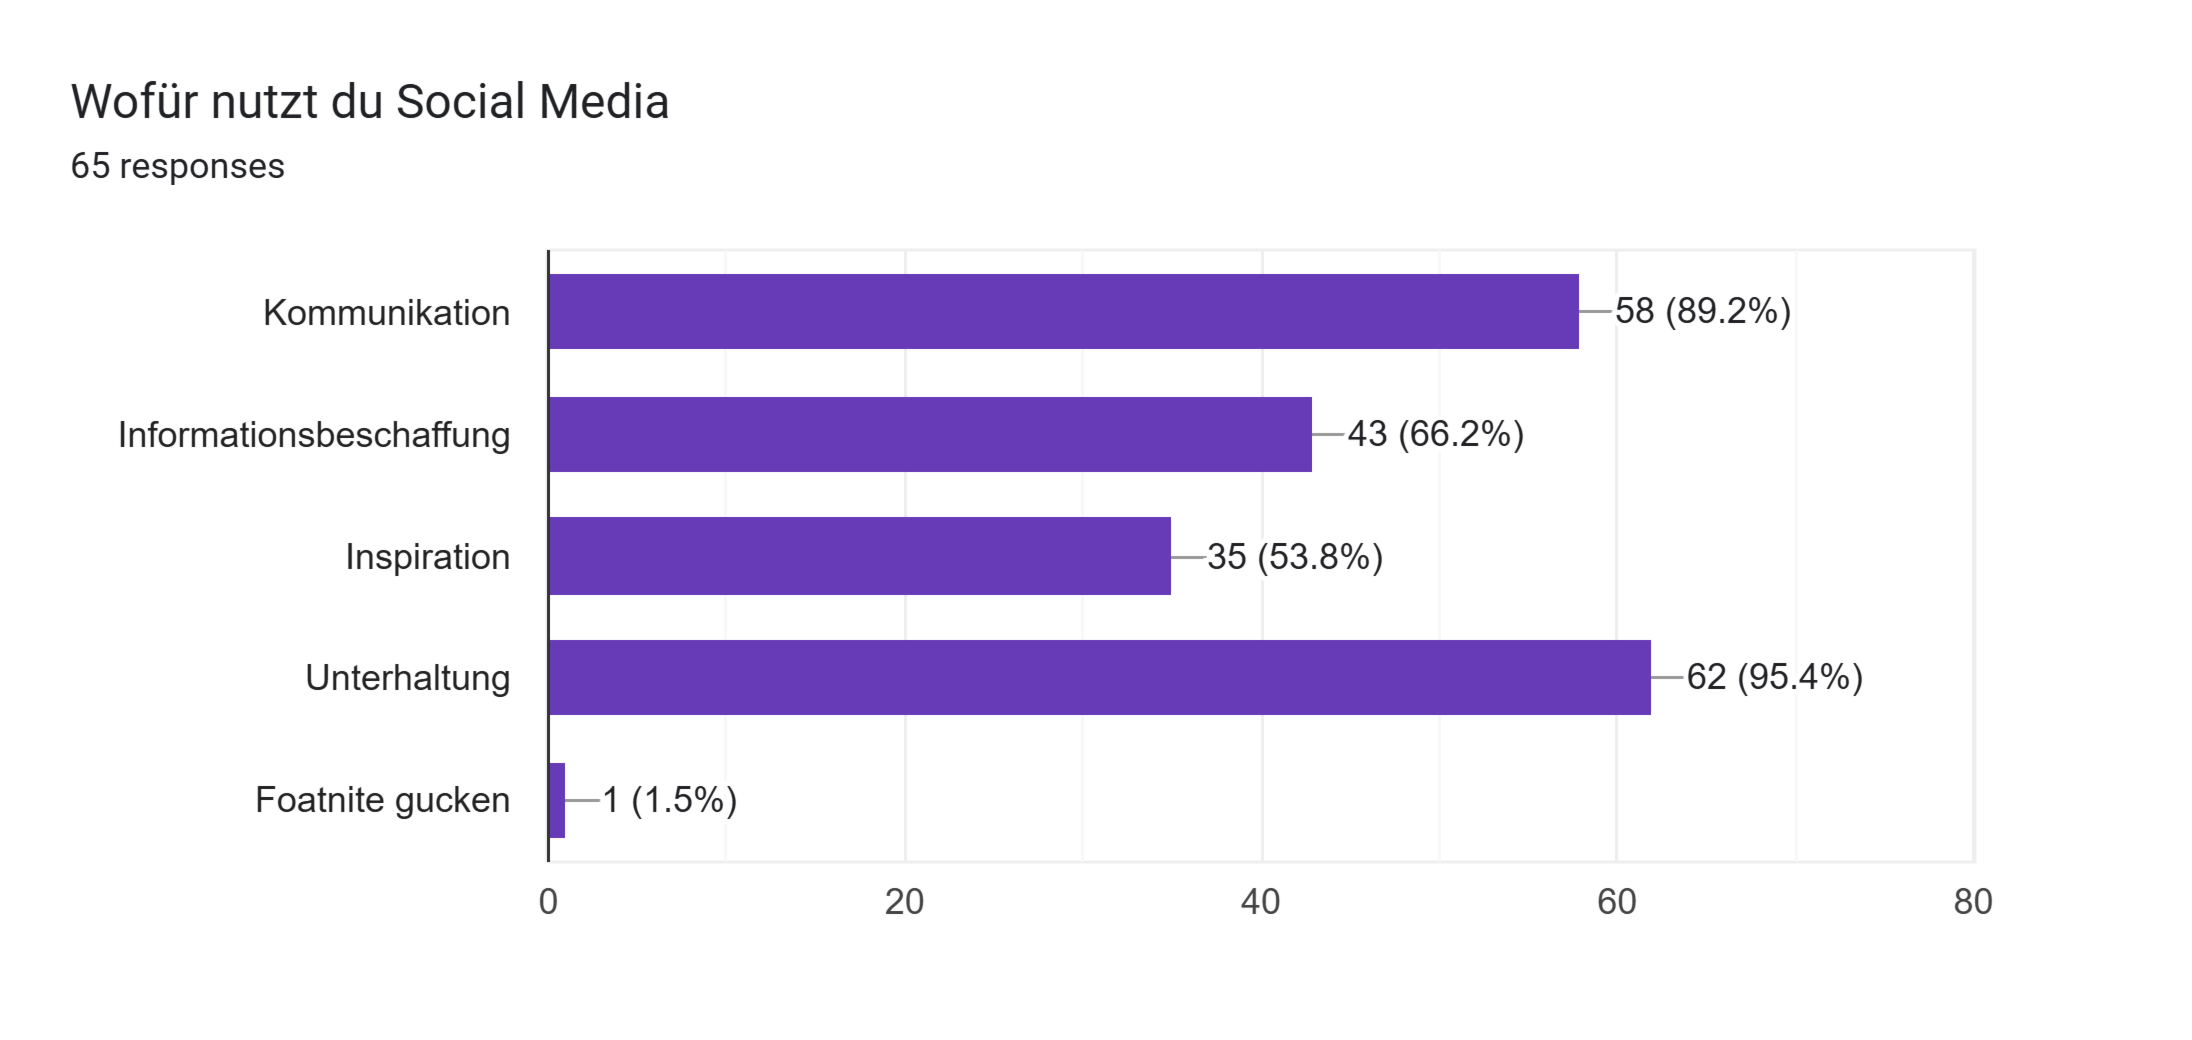 Wofür nutzt du Social Media
65 responses
Kommunikation 58 (89.2%)
Informationsbeschaffung 43 (66.2%)
Inspiration 35 (53.8%)
Unterhaltung 62 (95.4%)
Foatnite gucken 1 (1.5%)
0 20 40 60 80